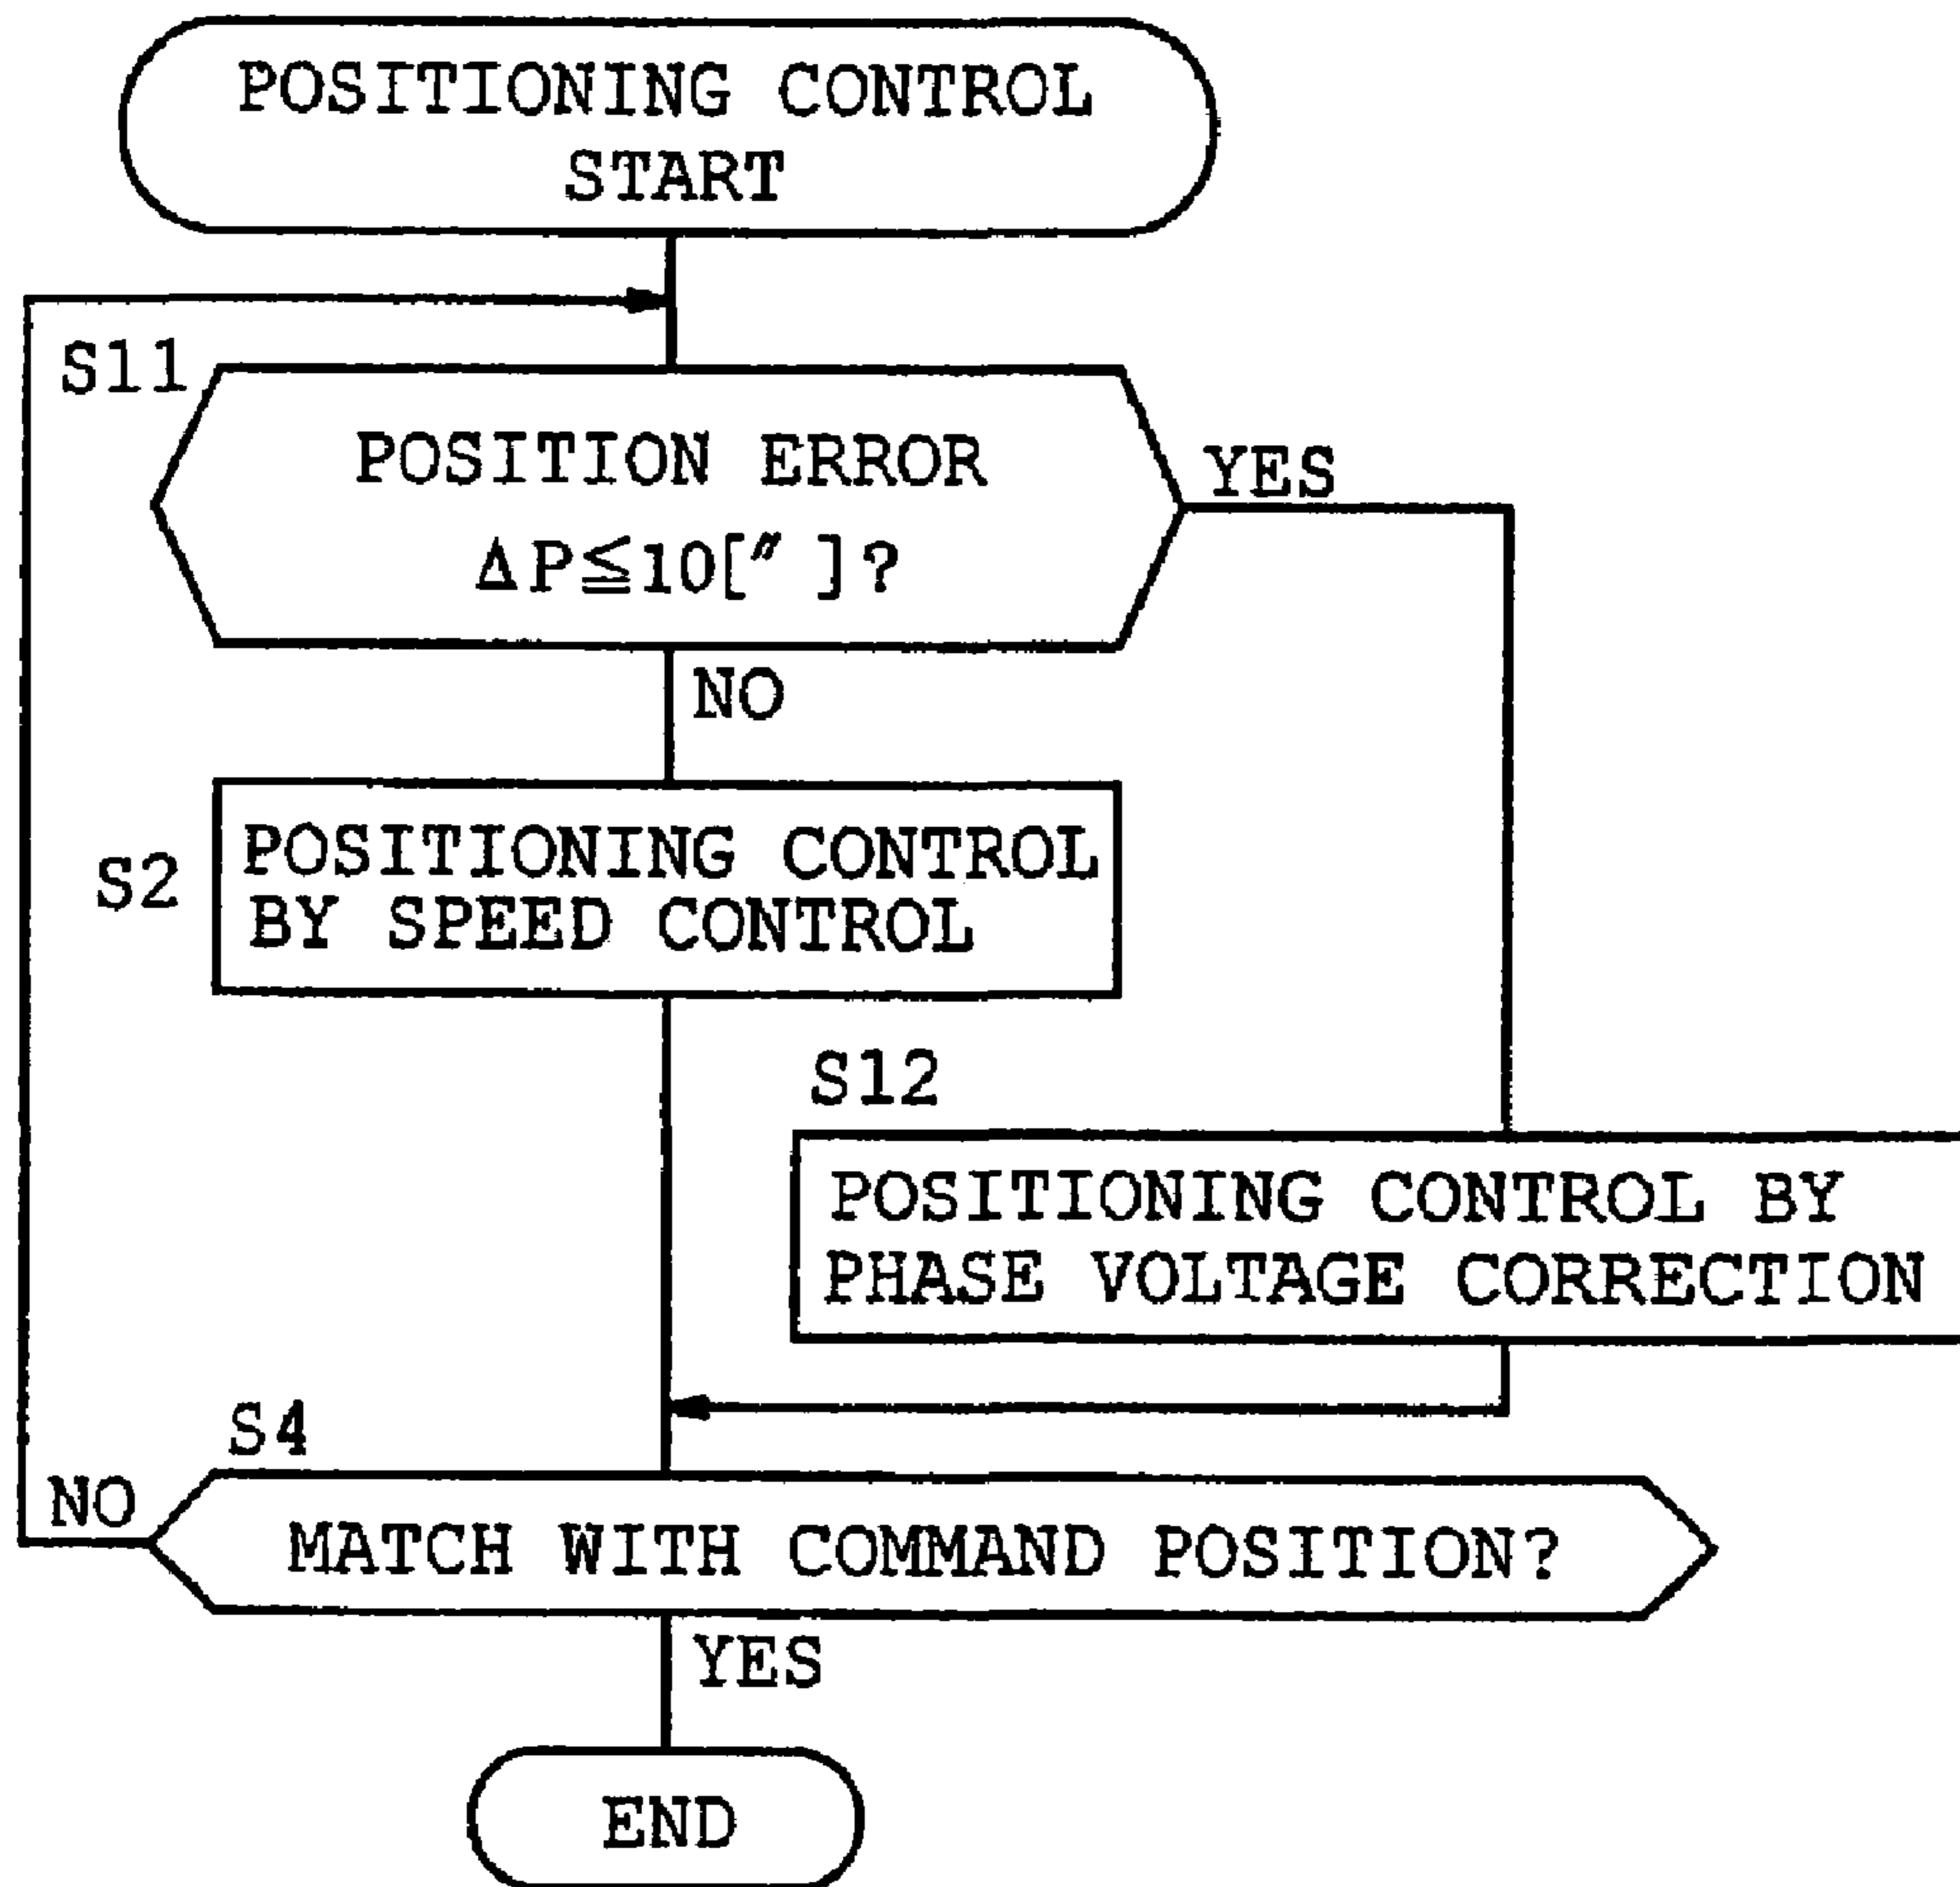 POSITIONING CONTROL
START
S11
POSITION ERROR
YES
ΔP≦10[″ ]?
NO
S2
POSITIONING CONTROL
BY SPEED CONTROL
S12
POSITIONING CONTROL BY
PHASE VOLTAGE CORRECTION
S4
NO
MATCH WITH COMMAND POSITION?
YES
END